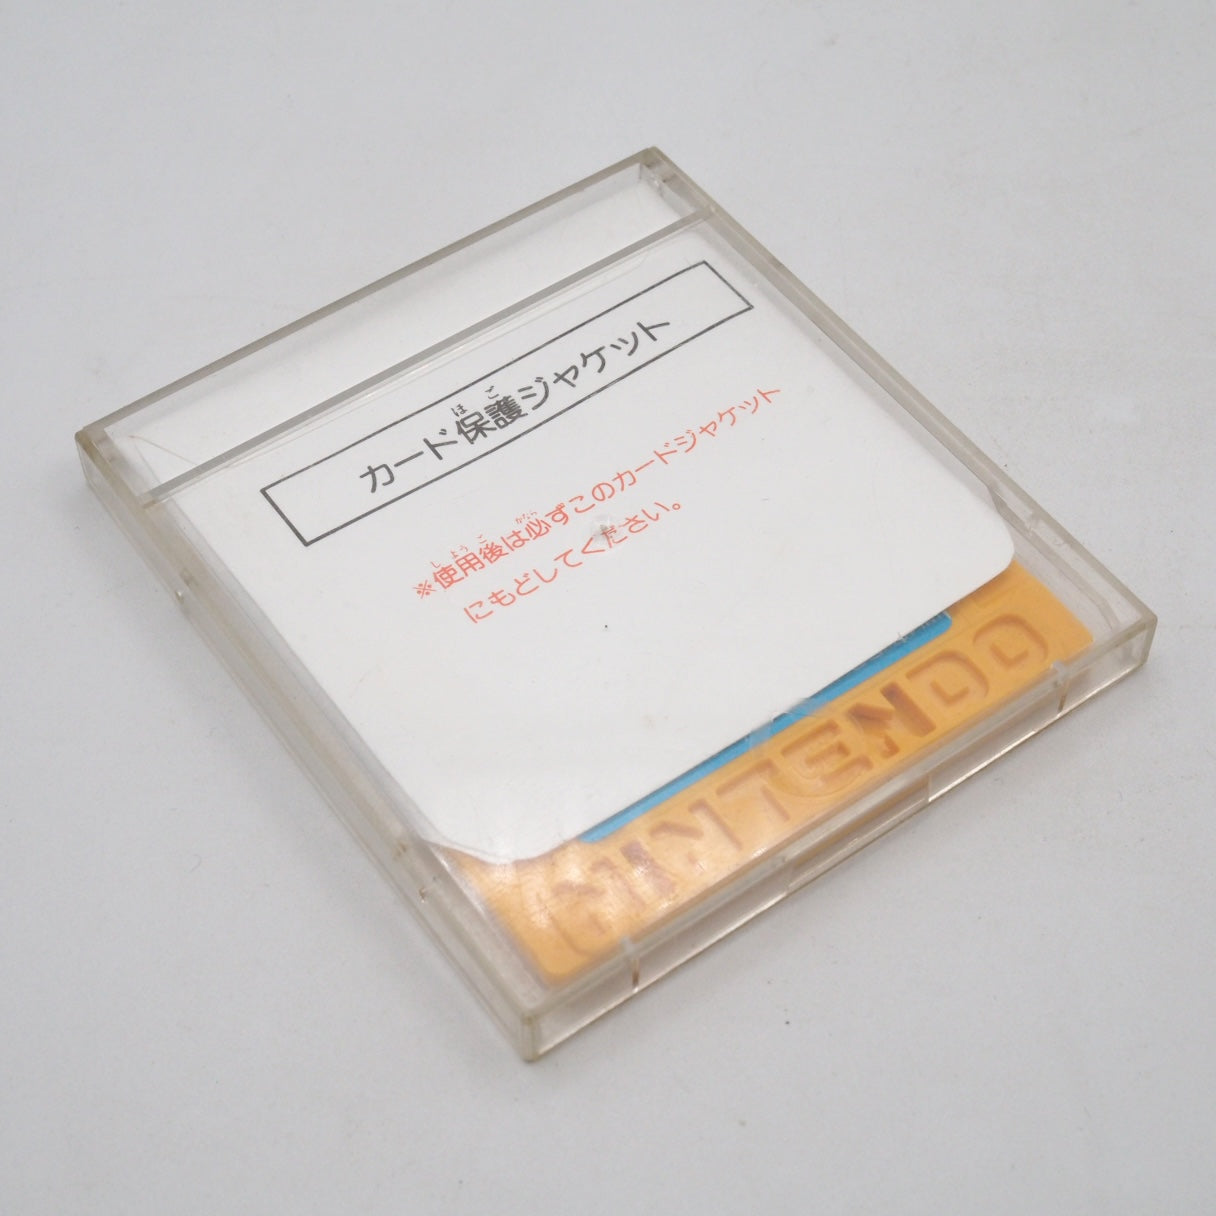 カード保護ジャケット
※使用後は必ずこのカードジャケット
にもどしてください。
NINTENDO